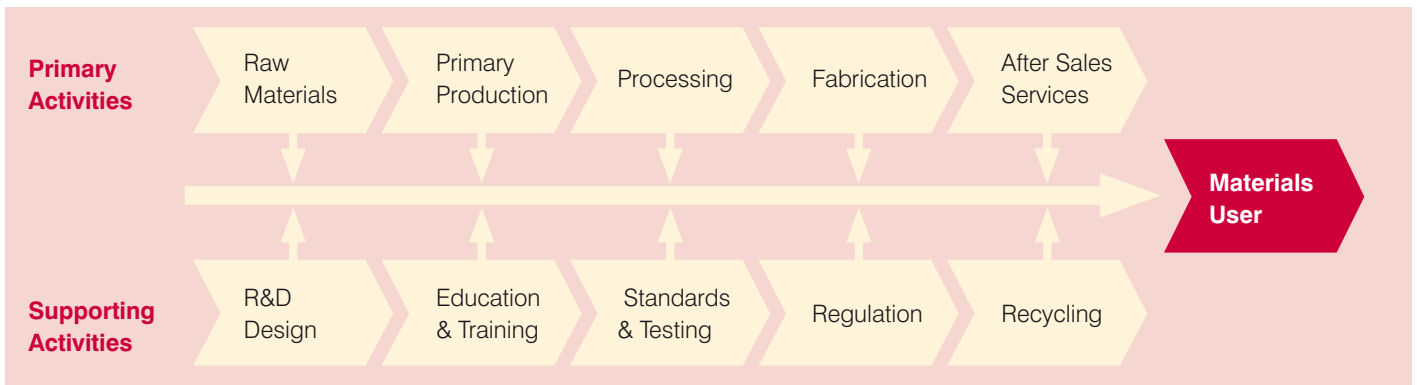 Primary
Activities
Raw
Materials
Primary
Production
Processing
Fabrication
After Sales
Services
Materials
User
Supporting
Activities
R&D
Design
Education
& Training
Standards
& Testing
Regulation
Recycling